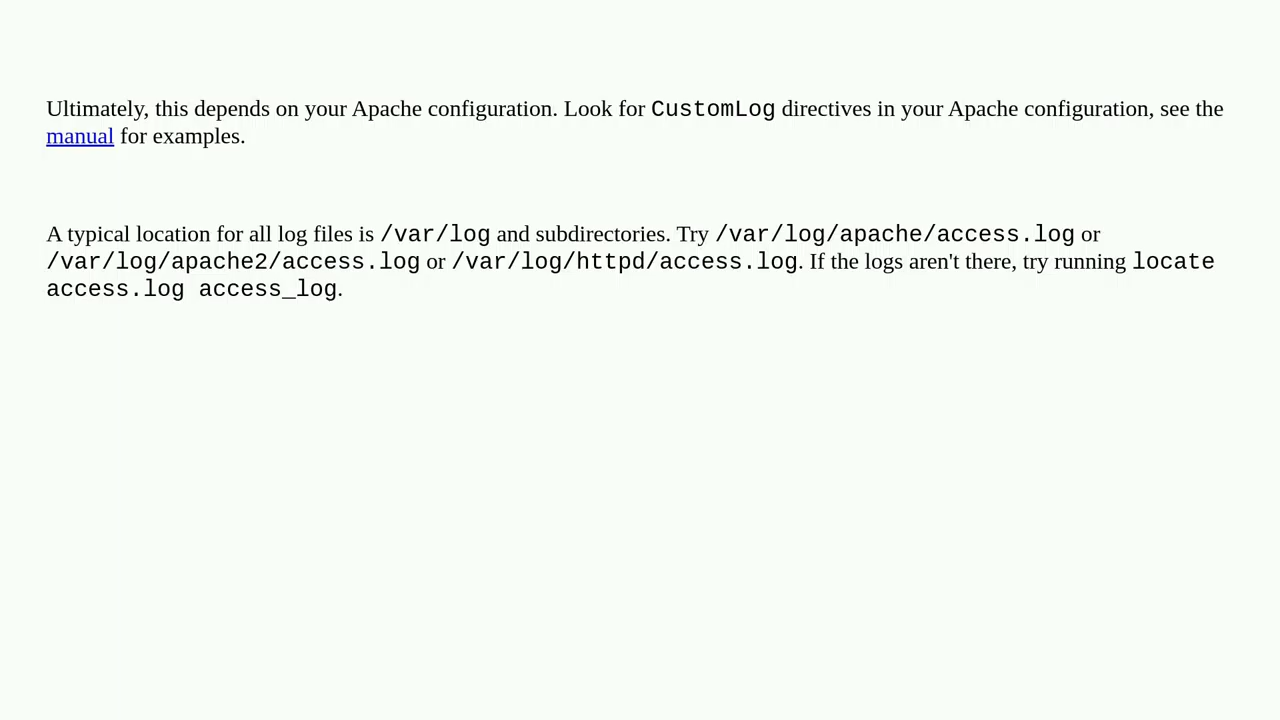 Ultimately, this depends on your Apache configuration. Look for CustomLog directives in your Apache configuration, see the
manual for examples.
A typical location for all log files is /var/log and subdirectories. Try /var/log/apache/access.log or
/var/log/apache2/access.log or /var/log/httpd/access.log. If the logs aren't there, try running locate
access.log access_log.